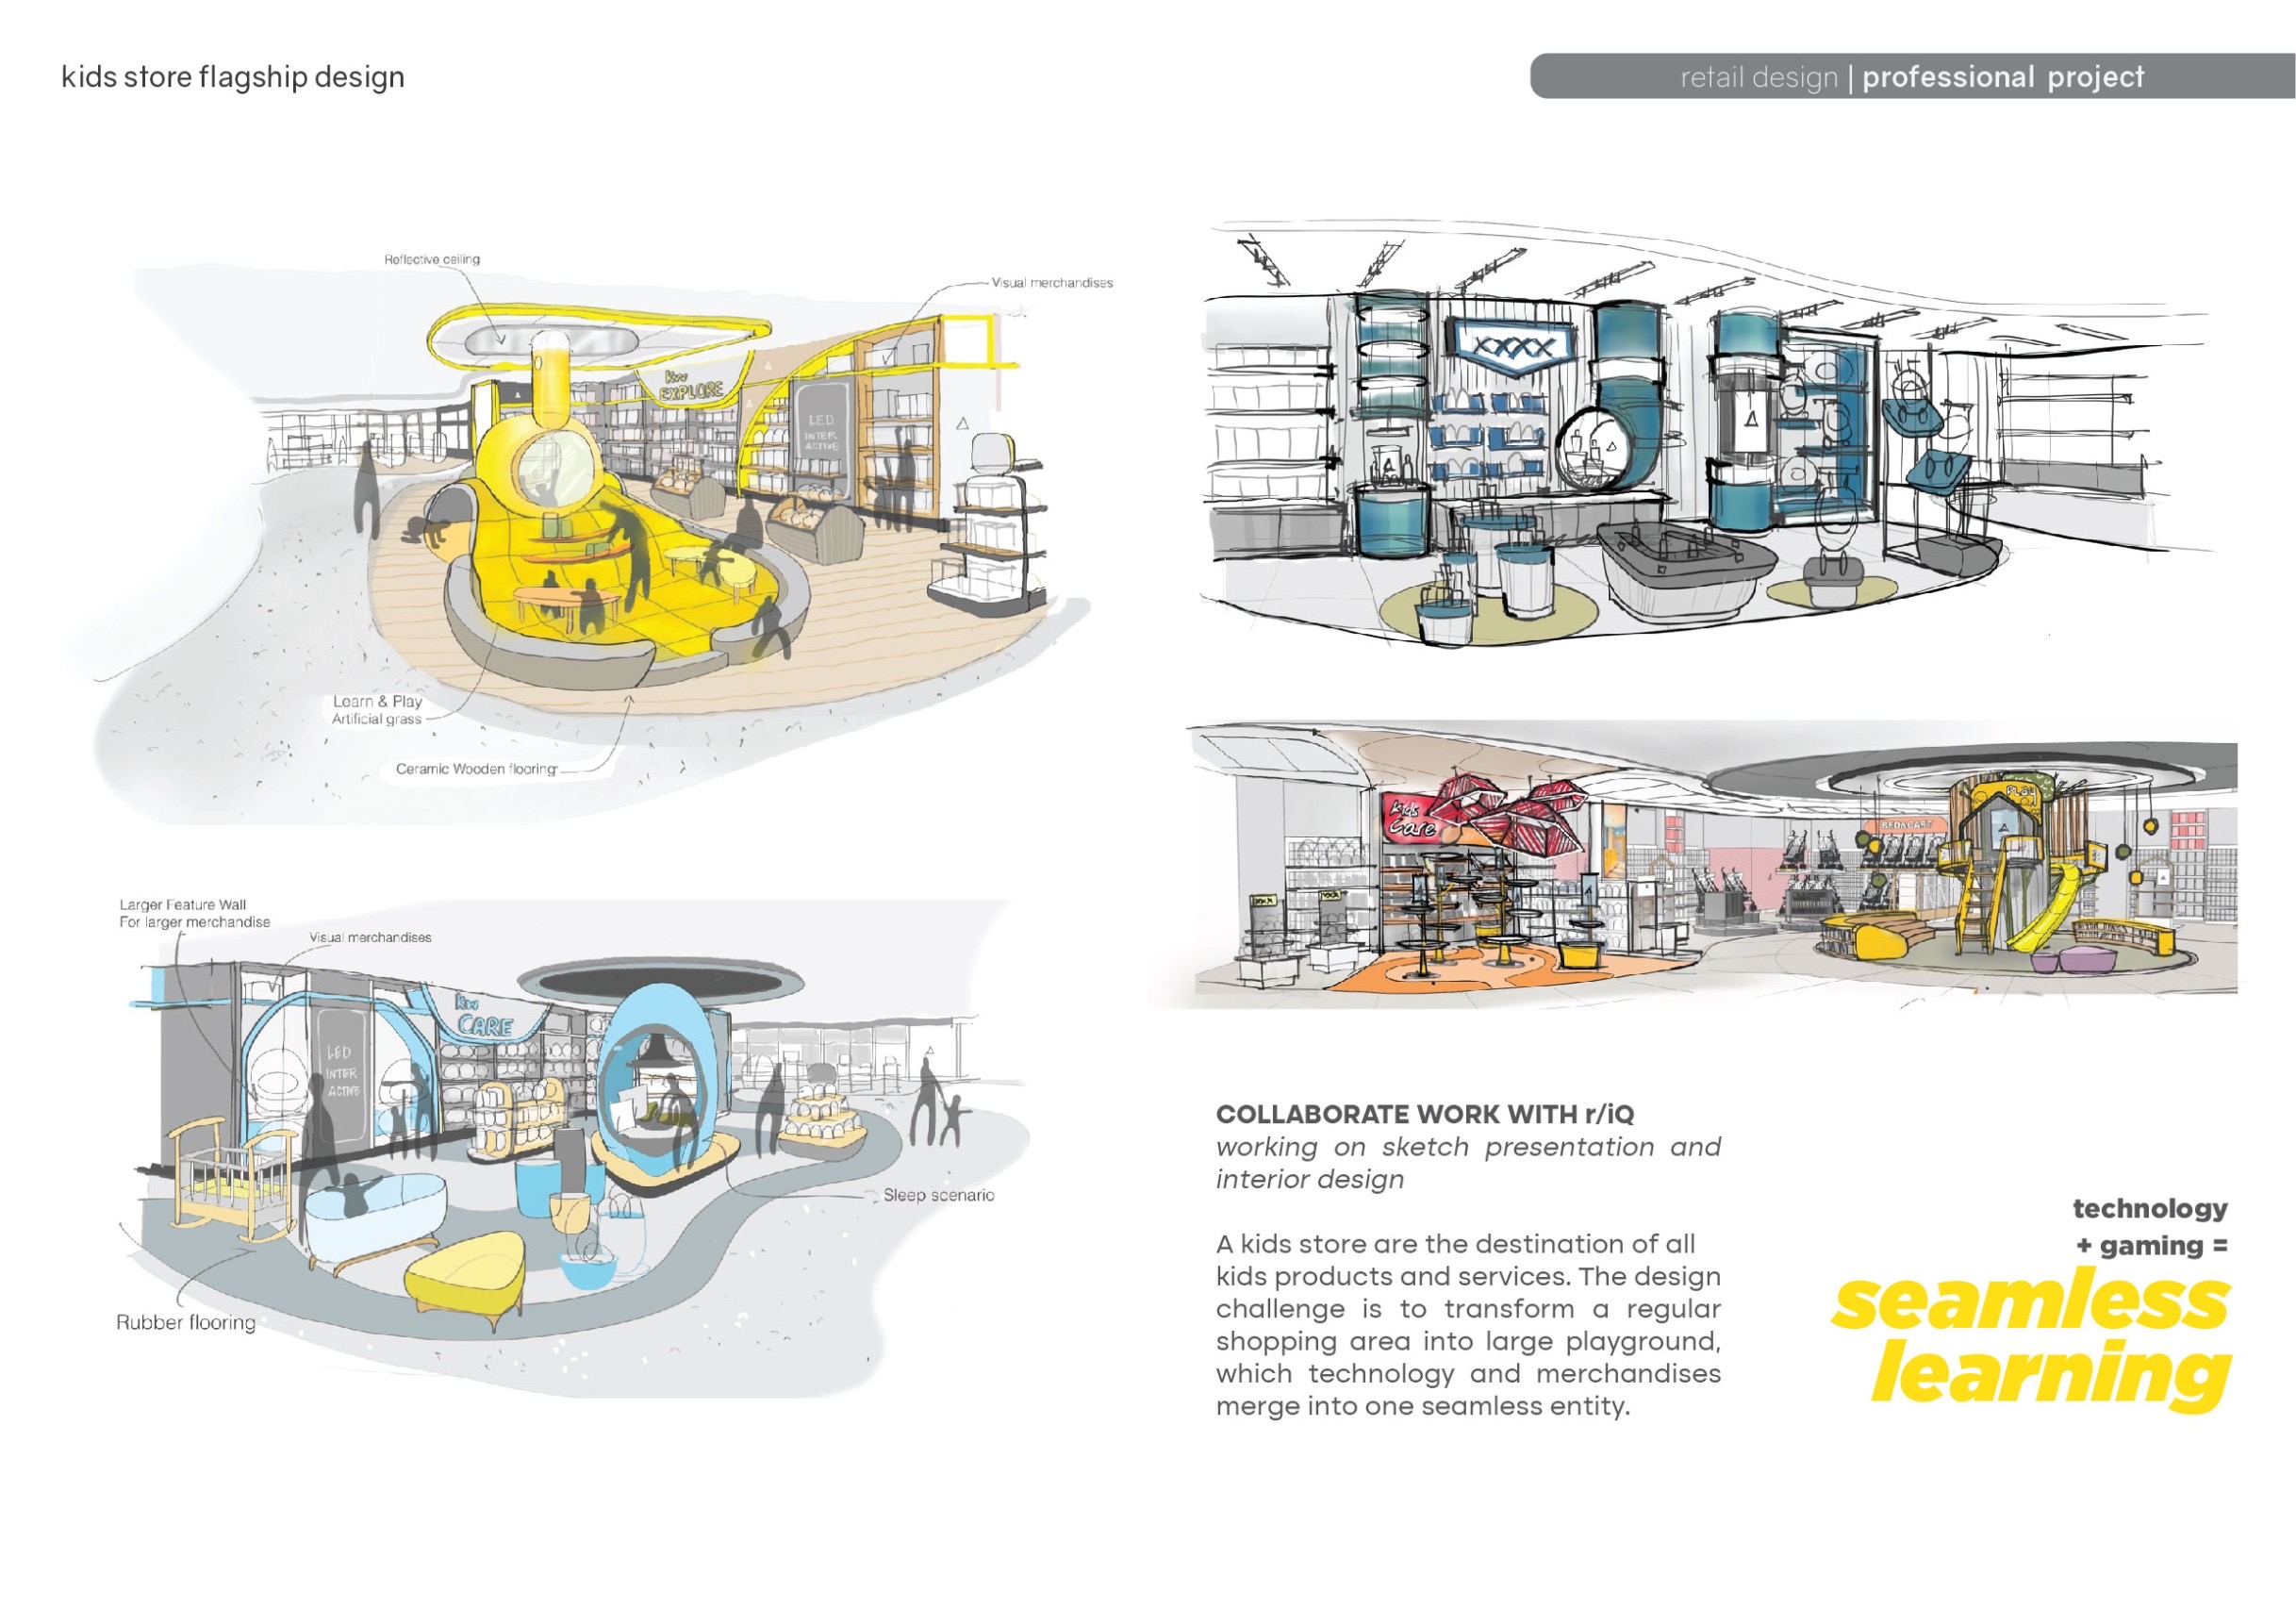 kids store flagship design
retail design | professional project
Reflective ceiling
Visual merchandises
EXPLORE
LED
INTER
ACTIVE
Learn & Play
Artificial grass
Ceramic Wooden flooring
XXXX
Kids
Care
PLAY
Larger Feature Wall
For larger merchandise
Visual merchandises
CARE
LED
INTER
ACTIVE
Sleep scenario
Rubber flooring
COLLABORATE WORK WITH r/iQ
working on sketch presentation and
interior design
A kids store are the destination of all
kids products and services. The design
challenge is to transform a regular
shopping area into large playground,
which technology and merchandises
merge into one seamless entity.
technology
+ gaming =
seamless
learning